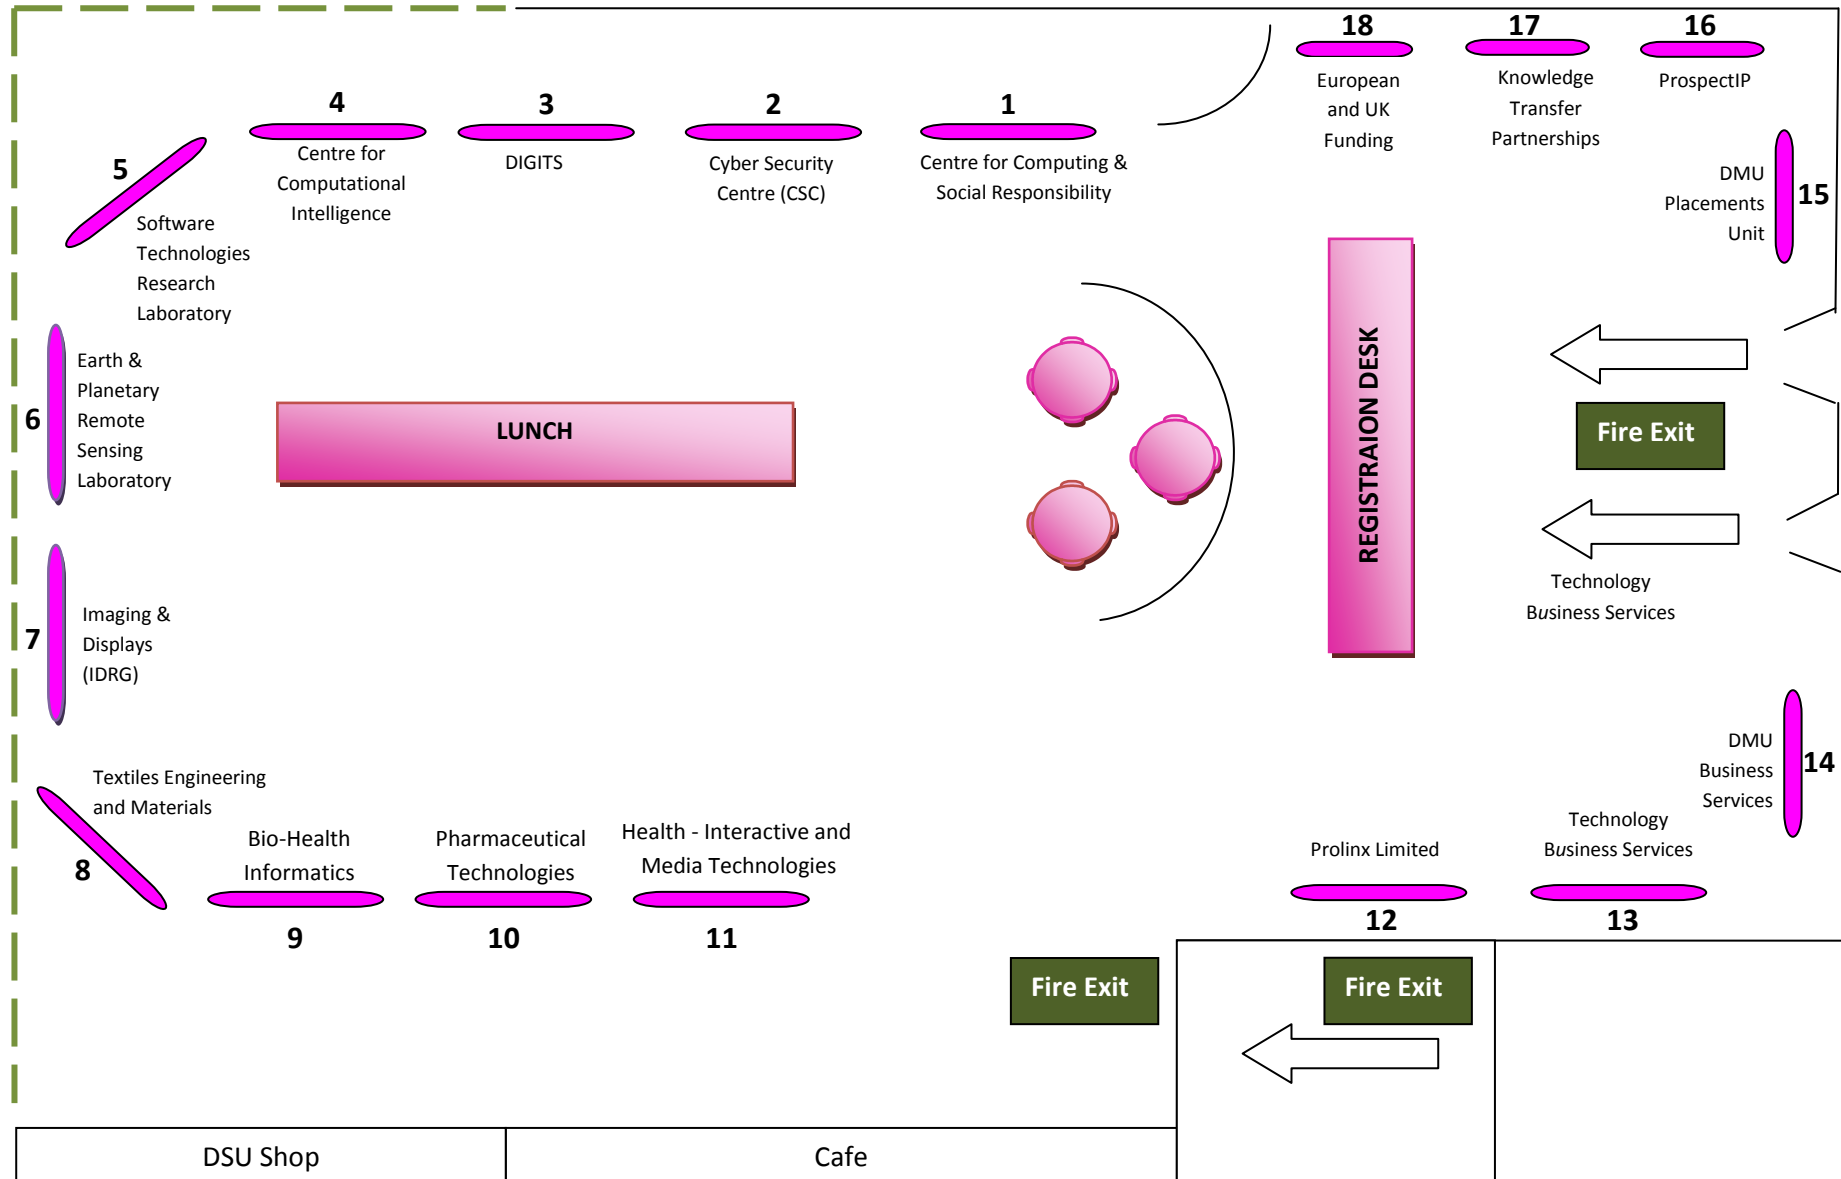 18
17
16
European
and UK
Funding
Knowledge
Transfer
Partnerships
ProspectIP
4
3
2
1
Centre for
Computational
Intelligence
DIGITS
Cyber Security
Centre (CSC)
Centre for Computing &
Social Responsibility
5
Software
Technologies
Research
Laboratory
DMU
Placements
Unit
15
6
Earth &
Planetary
Remote
Sensing
Laboratory
LUNCH
REGISTRAION DESK
Fire Exit
Technology
Business Services
7
Imaging &
Displays
(IDRG)
DMU
Business
Services
14
Textiles Engineering
and Materials
8
Bio-Health
Informatics
9
Pharmaceutical
Technologies
10
Health - Interactive and
Media Technologies
11
Prolinx Limited
12
Technology
Business Services
13
Fire Exit
Fire Exit
DSU Shop
Cafe